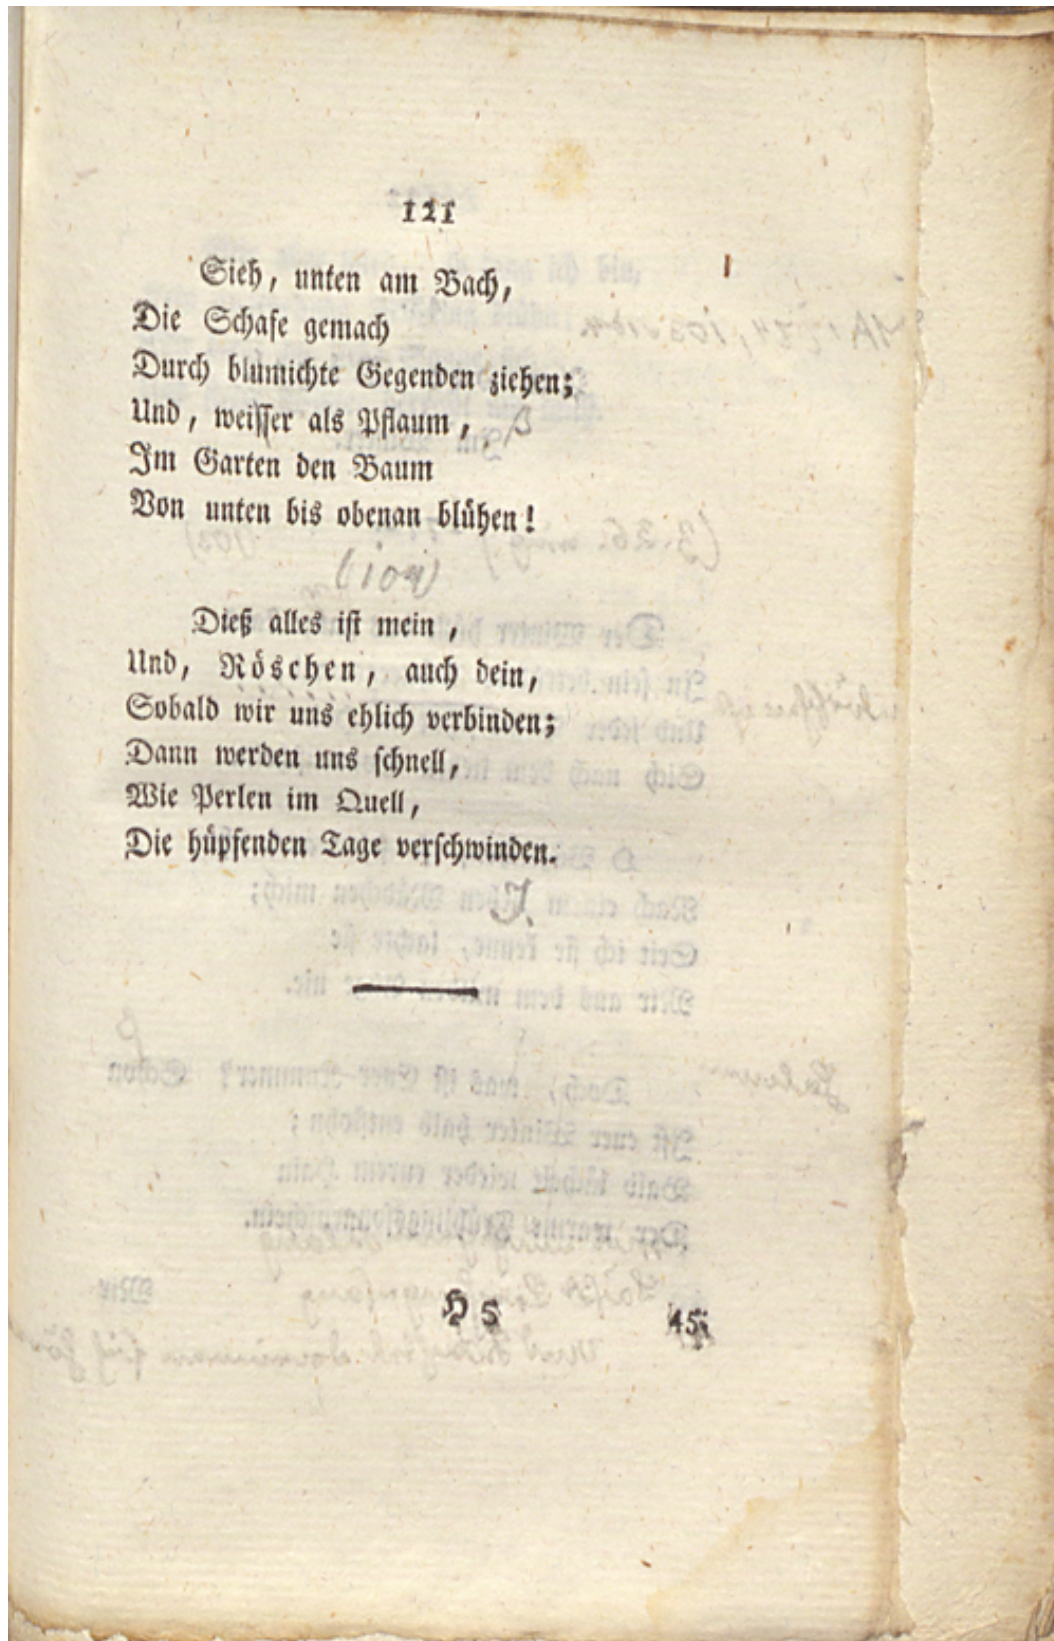 121
Sieh, unten am Bach,
Die Schafe gemach
Durch blumichte Gegenden ziehen;
Und, weisser als Pflaum, ß
Im Garten den Baum
Von unten bis obenan blühen!
(104)
Dieß alles ist mein,
Und, Röschen, auch dein,
Sobald wir uns ehlich verbinden;
Dann werden uns schnell,
Wie Perlen im Quell,
Die hüpfenden Tage verschwinden.
J.
H 5
45.